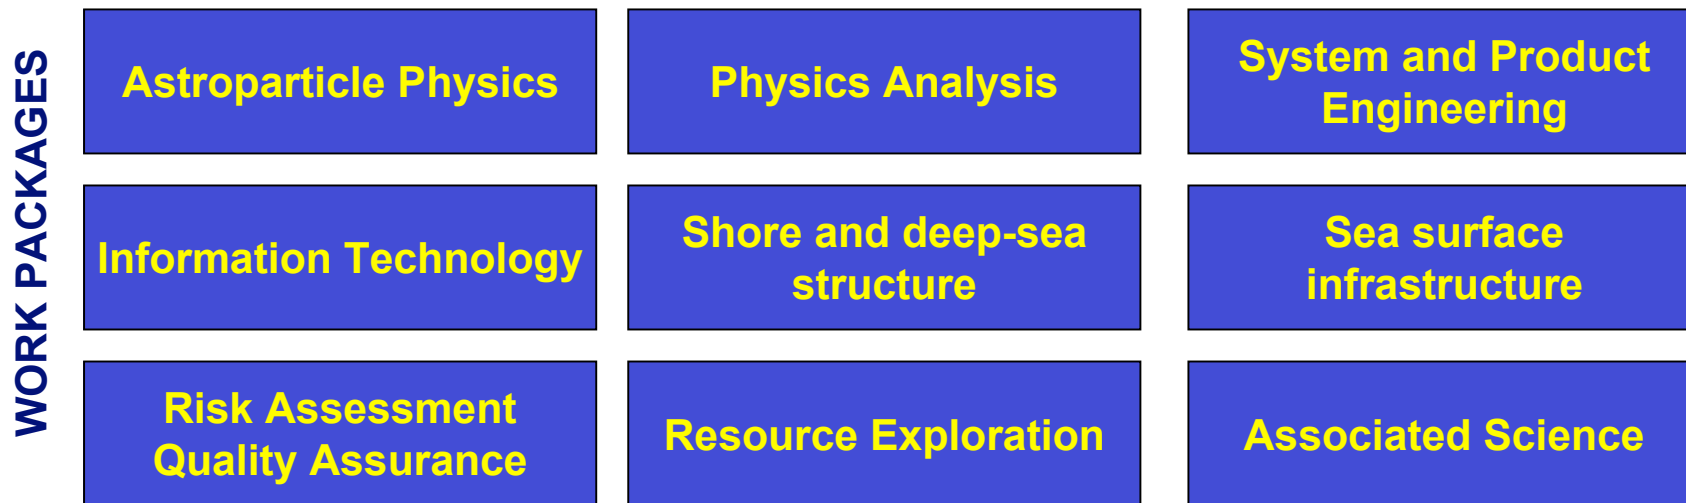 WORK PACKAGES
Astroparticle Physics
Physics Analysis
System and Product
Engineering
Information Technology
Shore and deep-sea
structure
Sea surface
infrastructure
Risk Assessment
Quality Assurance
Resource Exploration
Associated Science